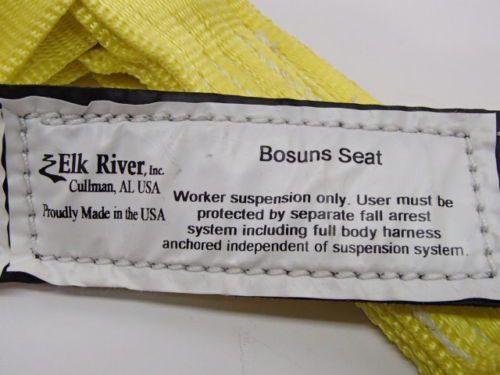 Elk River, Inc.
Cullman, AL USA
Proudly Made in the USA
Bosuns Seat
Worker suspension only. User must be
protected by separate fall arrest
system including full body harness
anchored independent of suspension system.